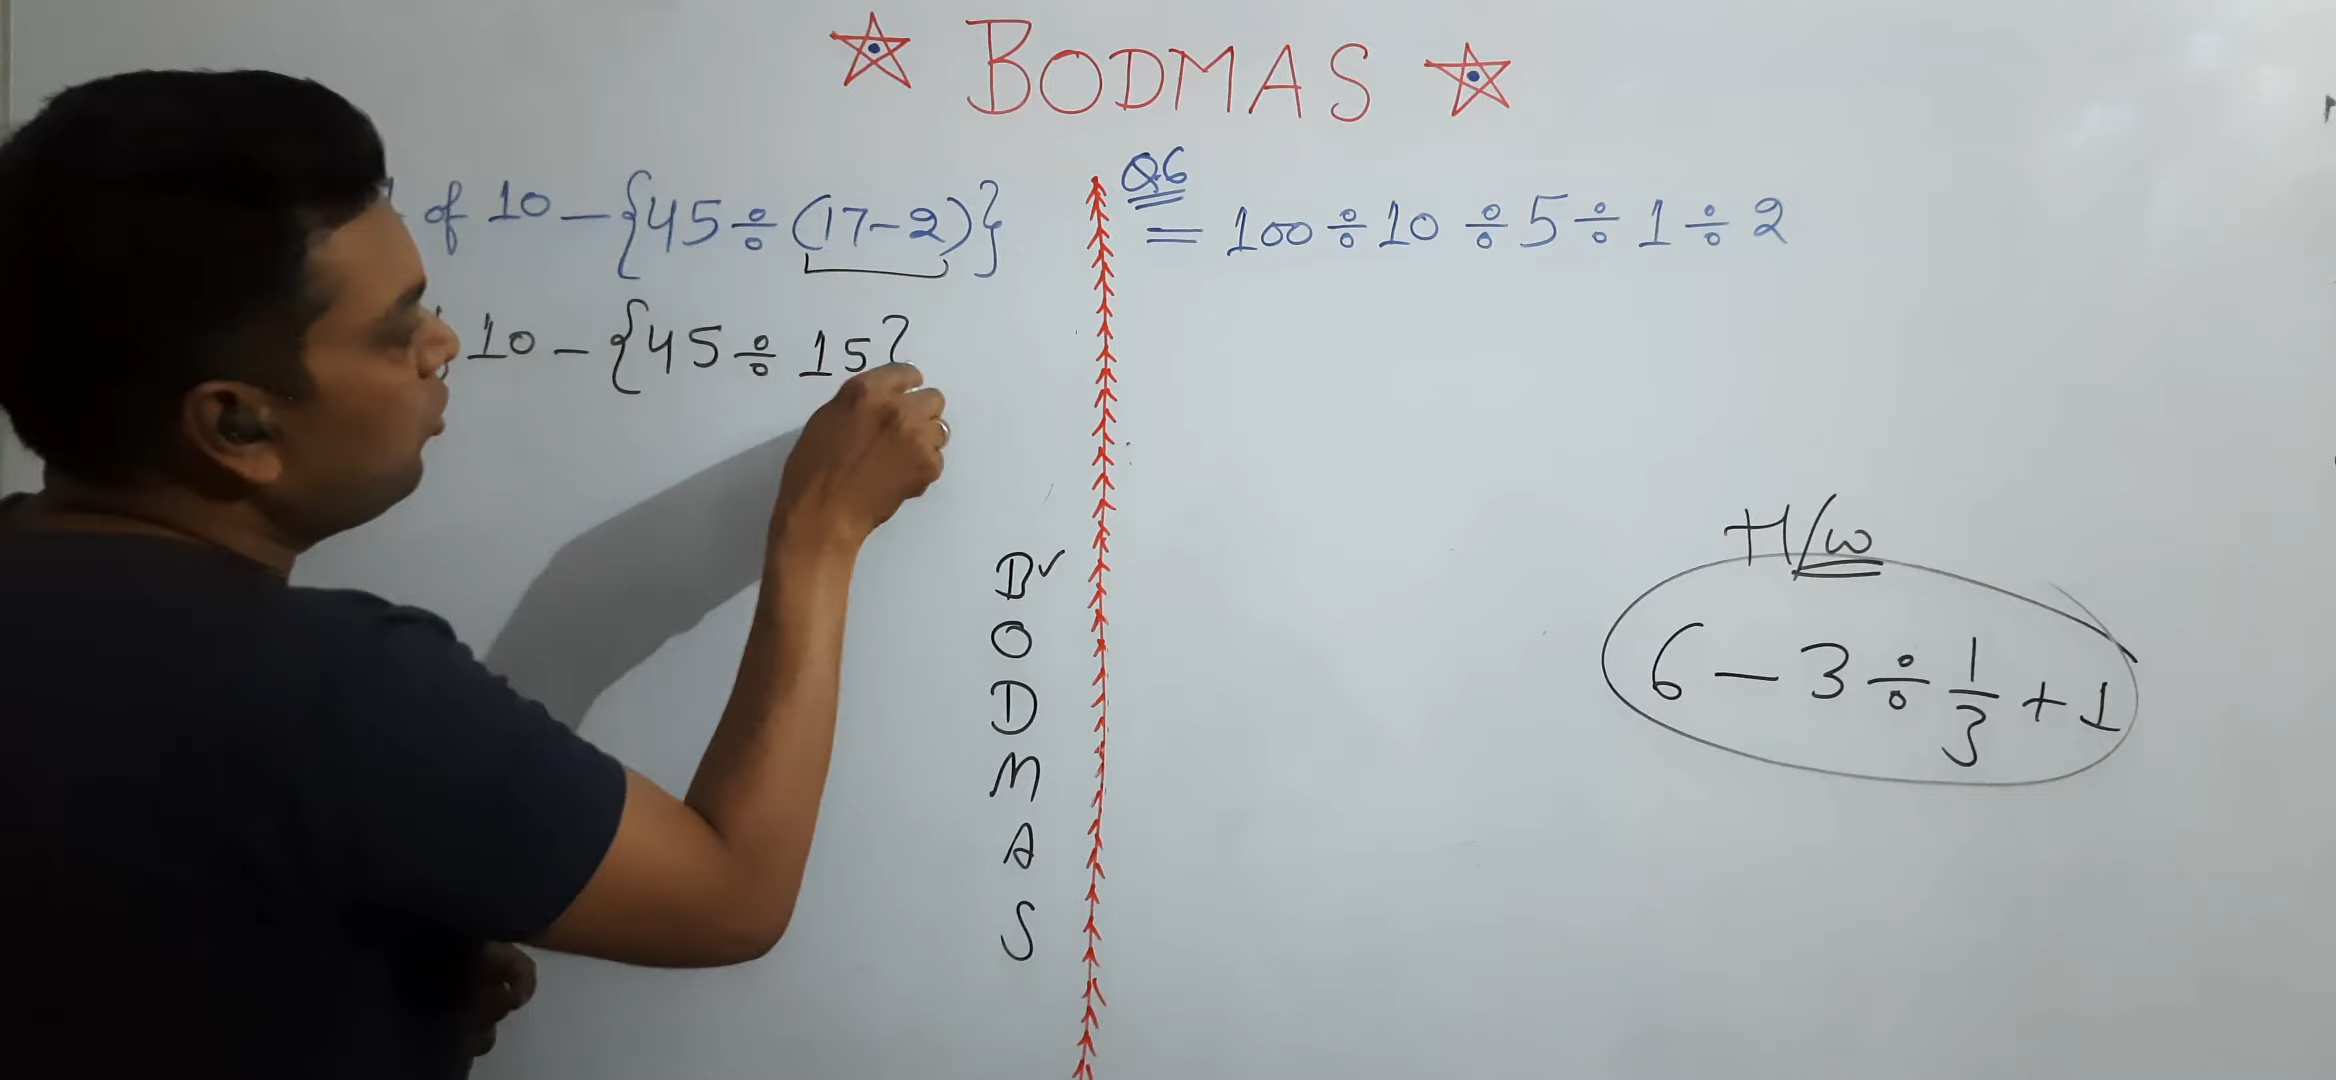 BODMAS
of 10 - {45 ÷ (17-2)}
10 - {45 ÷ 15}
B✓
O
D
M
A
S
Q6
= 100 ÷ 10 ÷ 5 ÷ 1 ÷ 2
H/w
6 - 3 ÷ 1/3 + 1